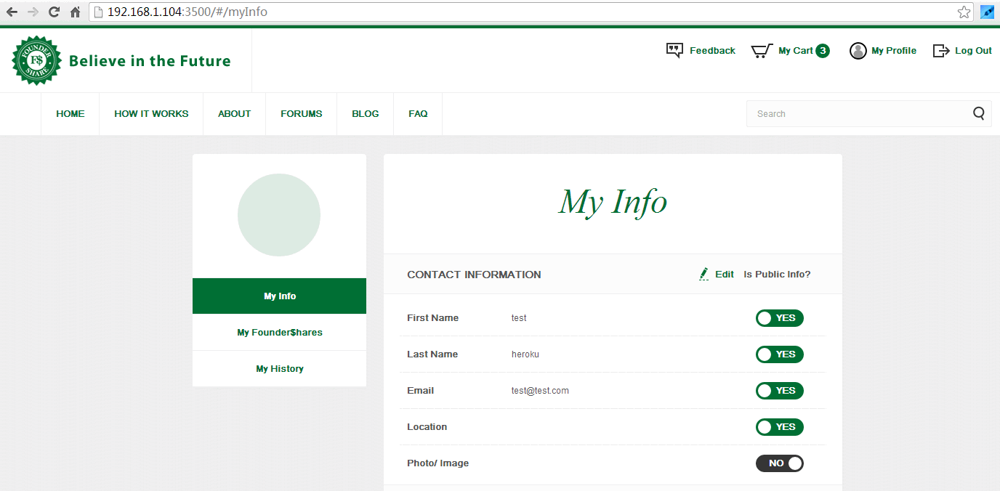 192.168.1.104:3500/#/myInfo
FOUNDER
F$
SHARE
Believe in the Future
Feedback
My Cart 3
My Profile
Log Out
HOME
HOW IT WORKS
ABOUT
FORUMS
BLOG
FAQ
Search
My Info
My Founder$hares
My History
My Info
CONTACT INFORMATION
Edit
Is Public Info?
First Name test YES
Last Name heroku YES
Email test@test.com YES
Location YES
Photo/ Image NO